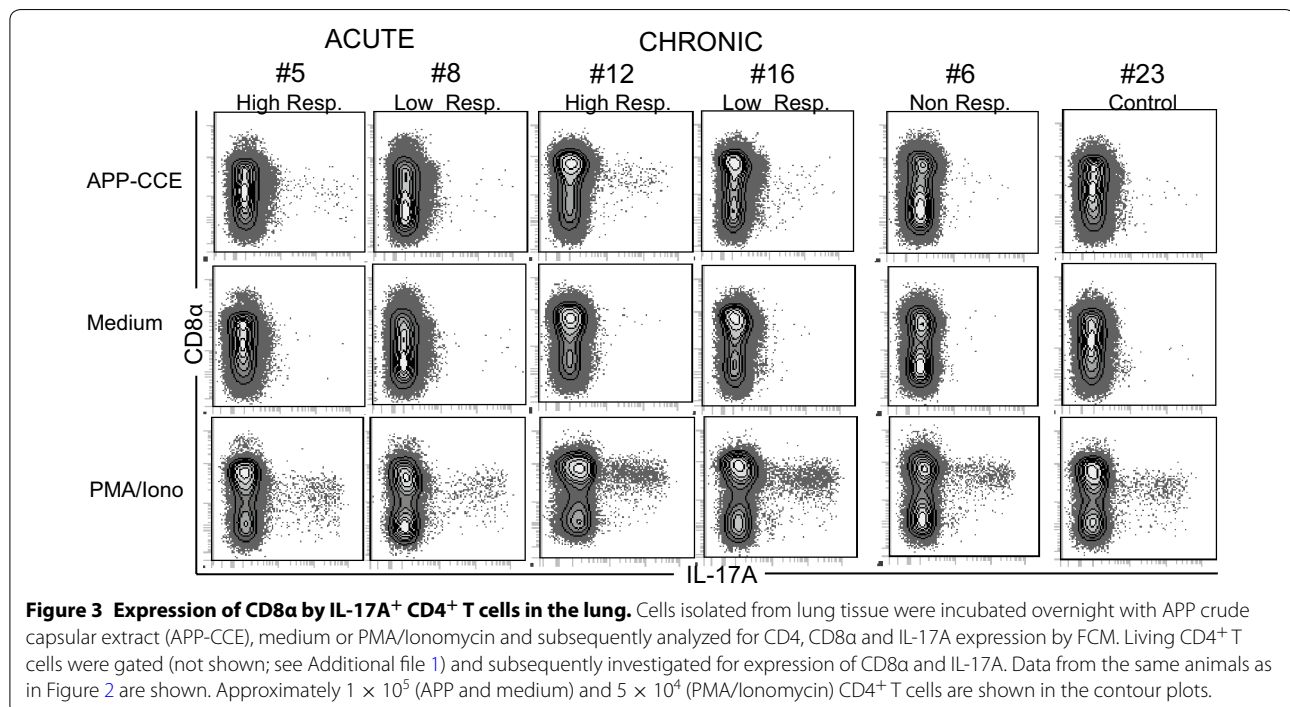 ACUTE CHRONIC
#5 #8 #12 #16 #6 #23
High Resp. Low Resp. High Resp. Low Resp. Non Resp. Control
APP-CCE
Medium
CD8α
PMA/Iono
IL-17A
Figure 3 Expression of CD8α by IL-17A⁺ CD4⁺ T cells in the lung. Cells isolated from lung tissue were incubated overnight with APP crude
capsular extract (APP-CCE), medium or PMA/Ionomycin and subsequently analyzed for CD4, CD8α and IL-17A expression by FCM. Living CD4⁺ T
cells were gated (not shown; see Additional file 1) and subsequently investigated for expression of CD8α and IL-17A. Data from the same animals as
in Figure 2 are shown. Approximately 1 × 10⁵ (APP and medium) and 5 × 10⁴ (PMA/Ionomycin) CD4⁺ T cells are shown in the contour plots.